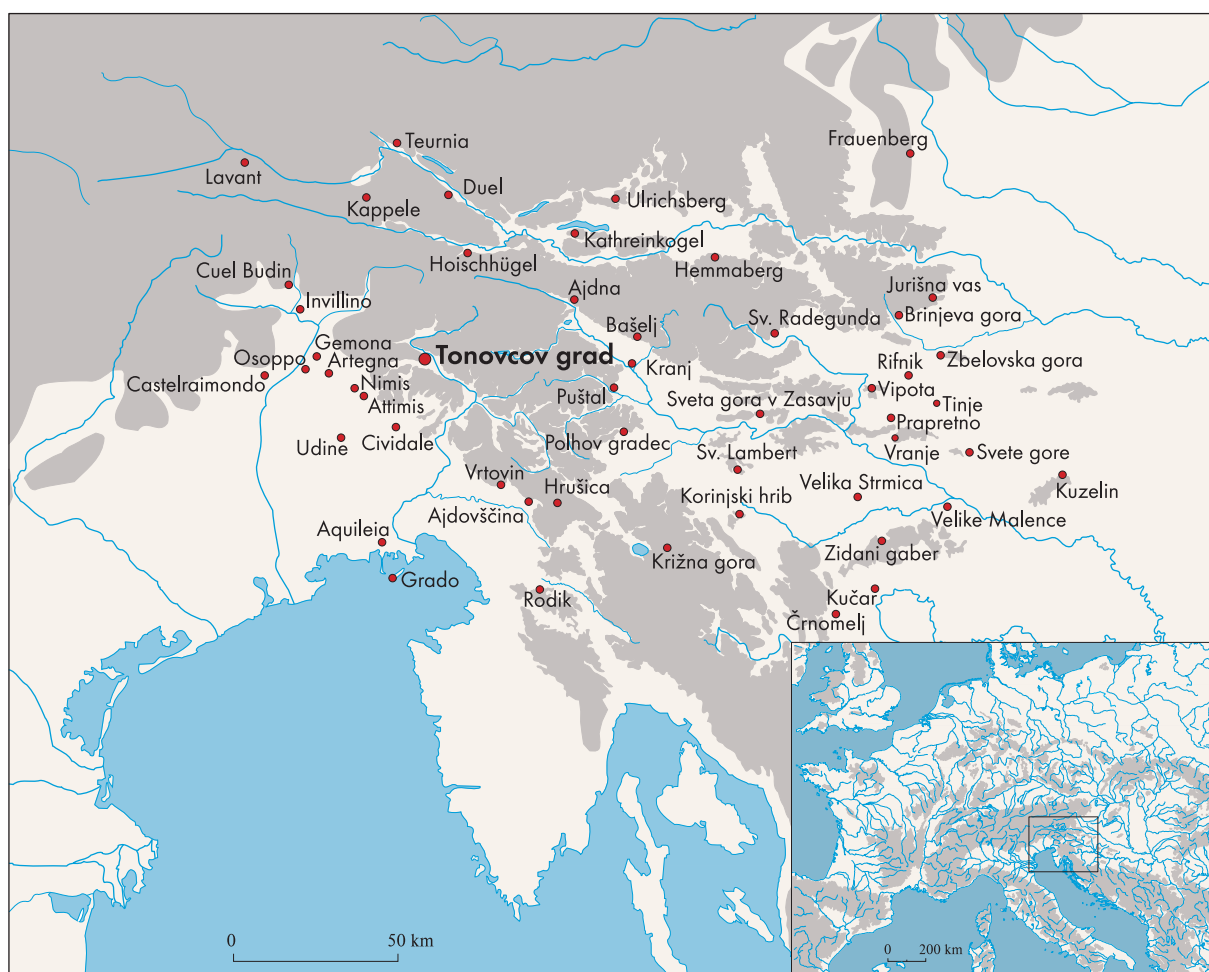 Teurnia
Frauenberg
Lavant
Duel
Kappele
Ulrichsberg
Kathreinkogel
Hoischhügel
Hemmaberg
Cuel Budin
Jurišna vas
Ajdna
Invillino
Brinjeva gora
Bašelj
Sv. Radegunda
Gemona
Tonovcov grad
Osoppo
Artegna
Rifnik
Zbelovska gora
Kranj
Castelraimondo
Nimis
Vipota
Puštal
Sveta gora v Zasavju
Attimis
Tinje
Prapretno
Udine
Cividale
Polhov gradec
Vranje
Svete gore
Sv. Lambert
Vrtovin
Hrušica
Velika Strmica
Kuzelin
Korinjski hrib
Ajdovščina
Velike Malence
Aquileia
Zidani gaber
Križna gora
Grado
Rodik
Kučar
Črnomelj
0 50 km
0 200 km